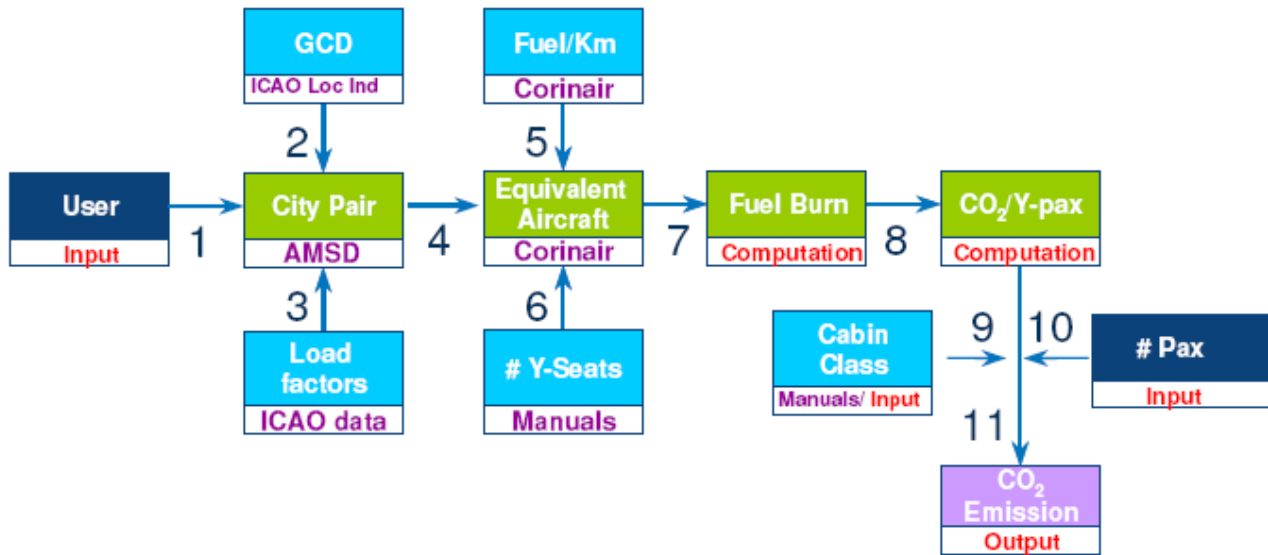 GCD
ICAO Loc Ind
Fuel/Km
Corinair
2
5
User
Input
1
City Pair
AMSD
4
Equivalent
Aircraft
Corinair
7
Fuel Burn
Computation
8
CO₂/Y-pax
Computation
3
6
Load
factors
ICAO data
# Y-Seats
Manuals
Cabin
Class
Manuals/ Input
9
10
# Pax
Input
11
CO₂
Emission
Output